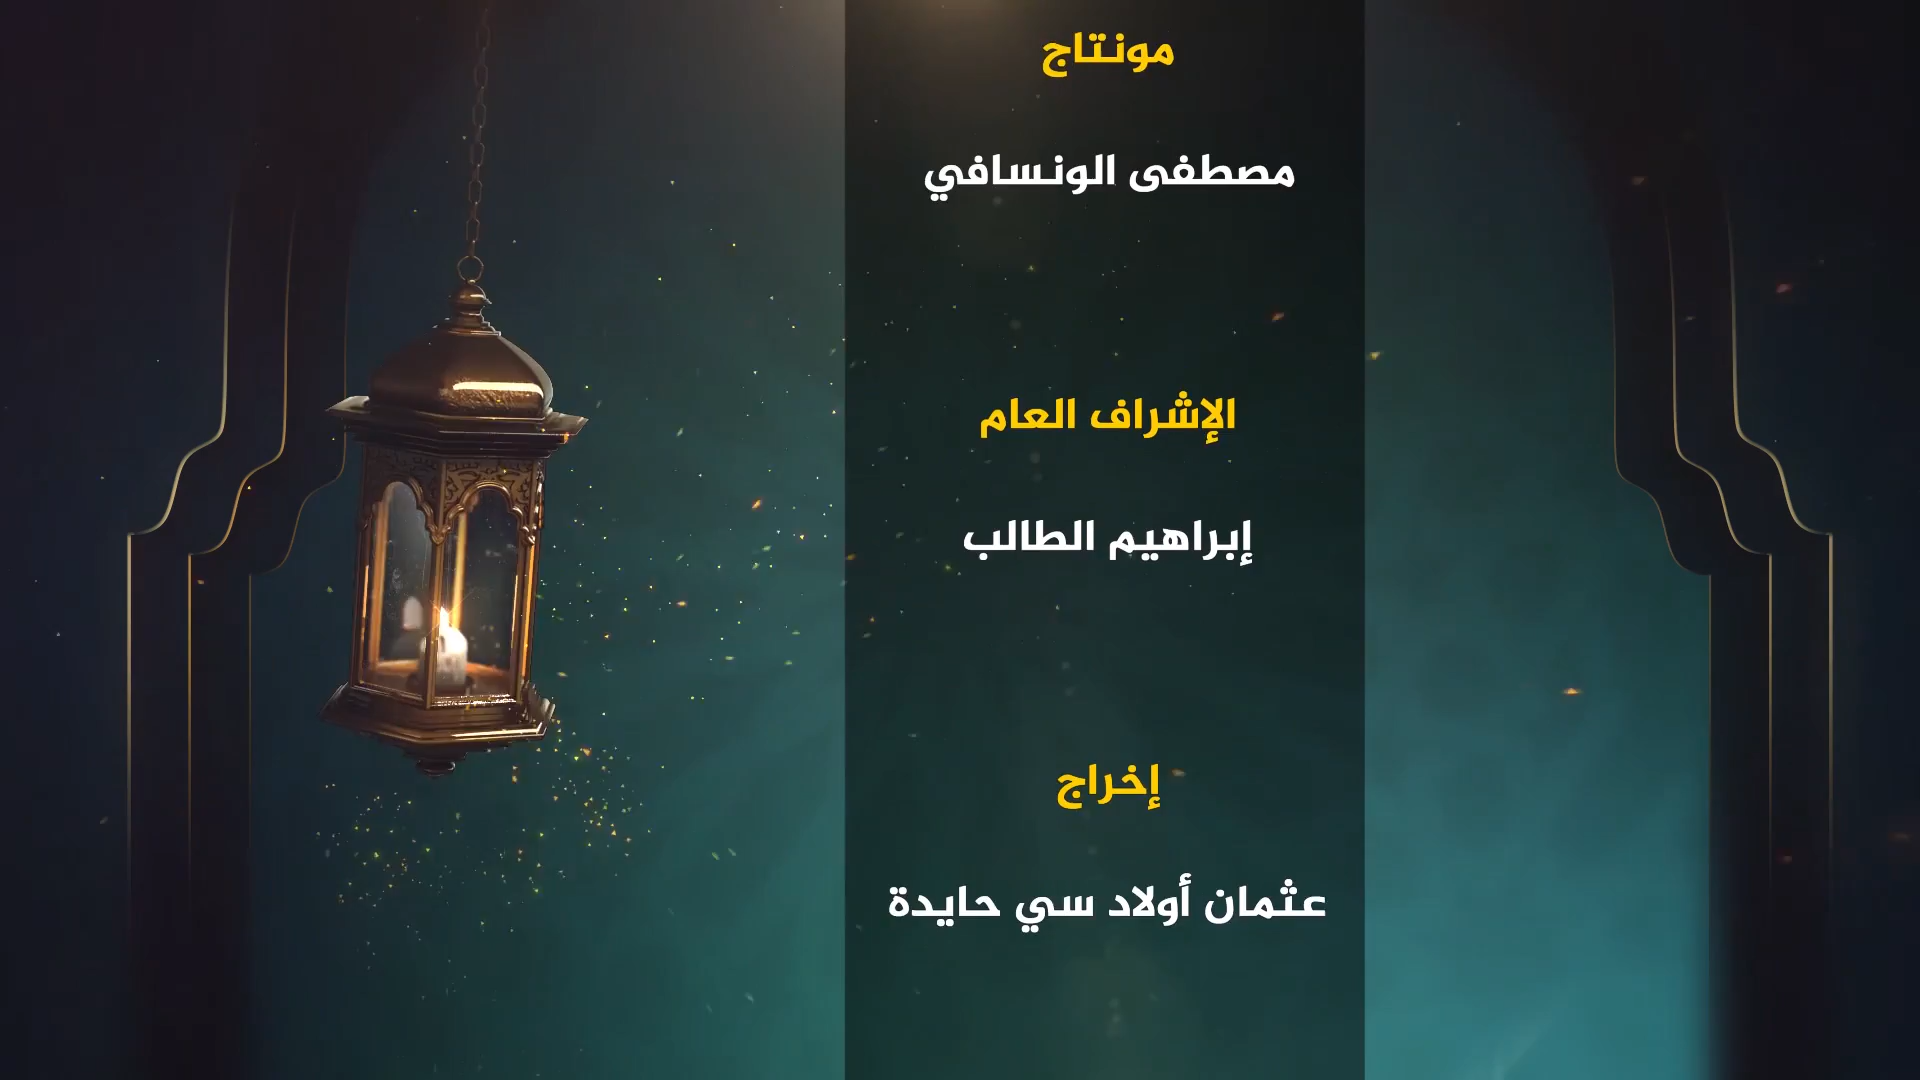 مونتاج
مصطفى الونسافي
الإشراف العام
إبراهيم الطالب
إخراج
عثمان أولاد سي حايدة